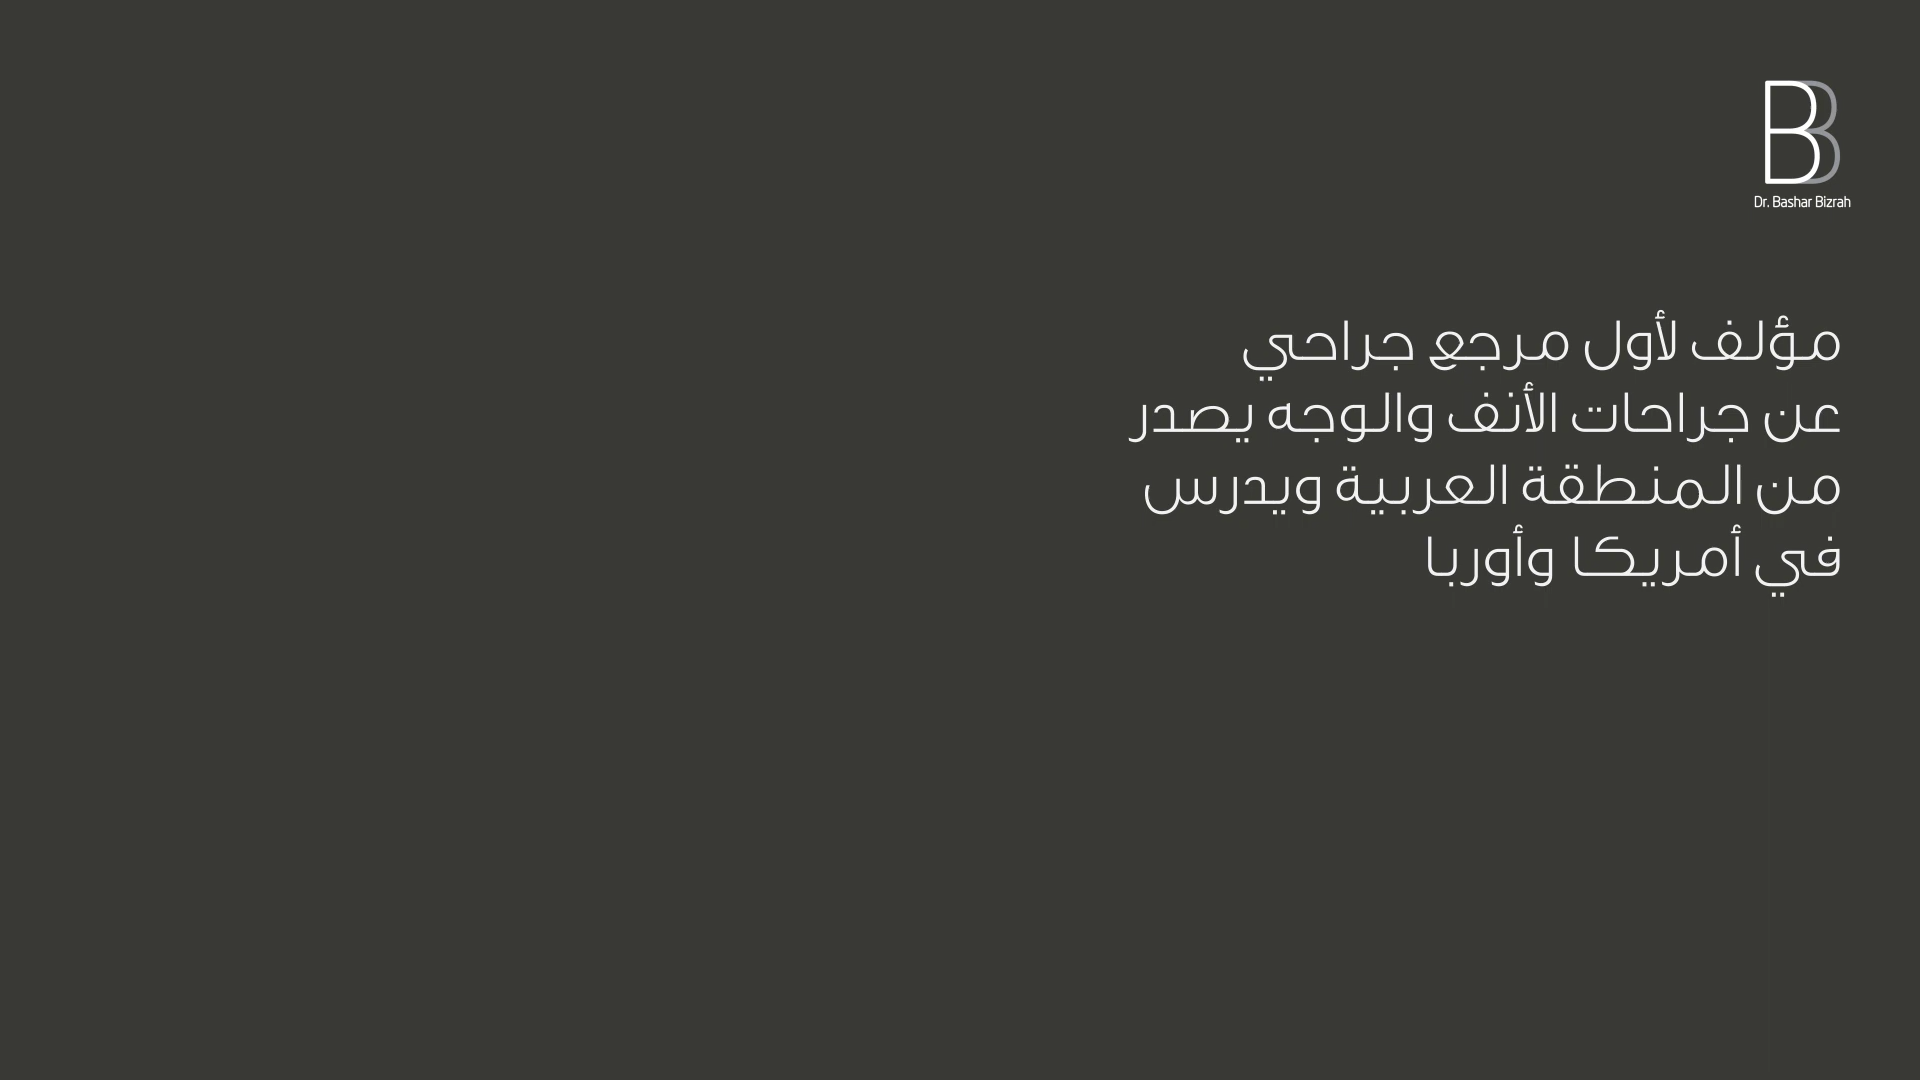 BB
Dr. Bashar Bizrah
مؤلف لأول مرجع جراحي
عن جراحات الأنف والوجه يصدر
من المنطقة العربية ويدرس
في أمريكا وأوربا